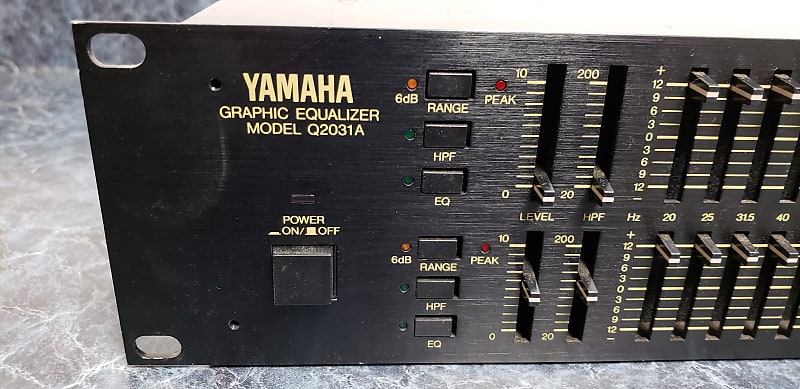 YAMAHA
GRAPHIC EQUALIZER
MODEL Q2031A
POWER
ON/ OFF
6dB RANGE PEAK
HPF
EQ
10 200
0 20
LEVEL HPF Hz 20 25 31.5 40
+
12
9
6
3
0
3
6
9
12
−
6dB RANGE PEAK
HPF
EQ
10 200
0 20
+
12
9
6
3
0
3
6
9
12
−